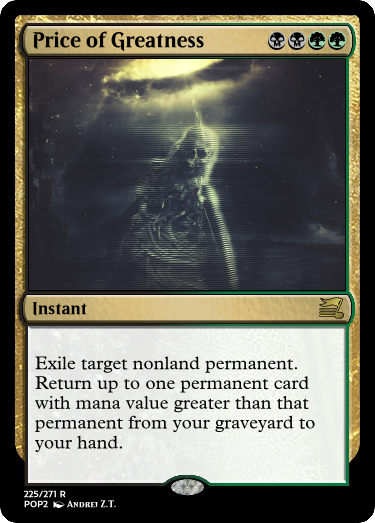 Price of Greatness
Instant
Exile target nonland permanent.
Return up to one permanent card
with mana value greater than that
permanent from your graveyard to
your hand.
225/271 R
POP2 Andrej Z.T.